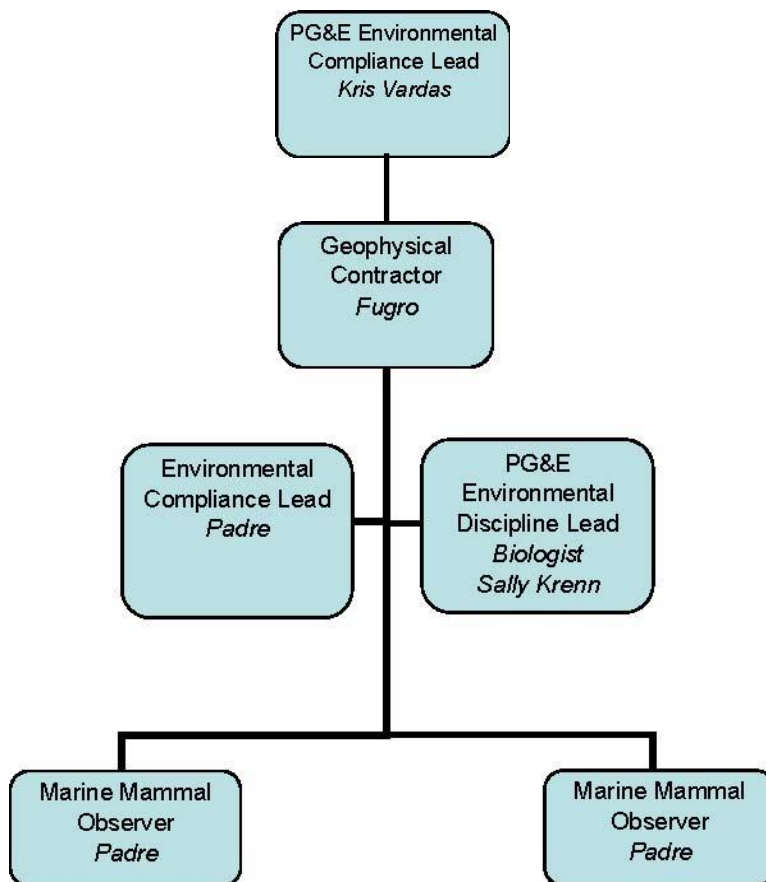 PG&E Environmental
Compliance Lead
Kris Vardas
Geophysical
Contractor
Fugro
Environmental
Compliance Lead
Padre
PG&E
Environmental
Discipline Lead
Biologist
Sally Krenn
Marine Mammal
Observer
Padre
Marine Mammal
Observer
Padre